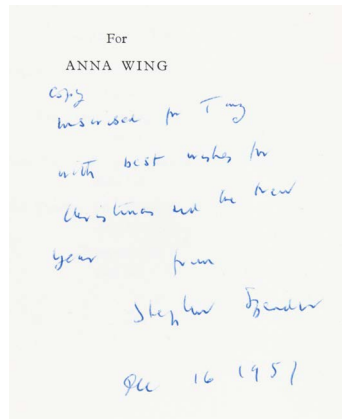 For
ANNA WING
copy
inscribed for Tony
with best wishes for
Christmas and the New
year from
Stephen Spender
Dec 16 1957